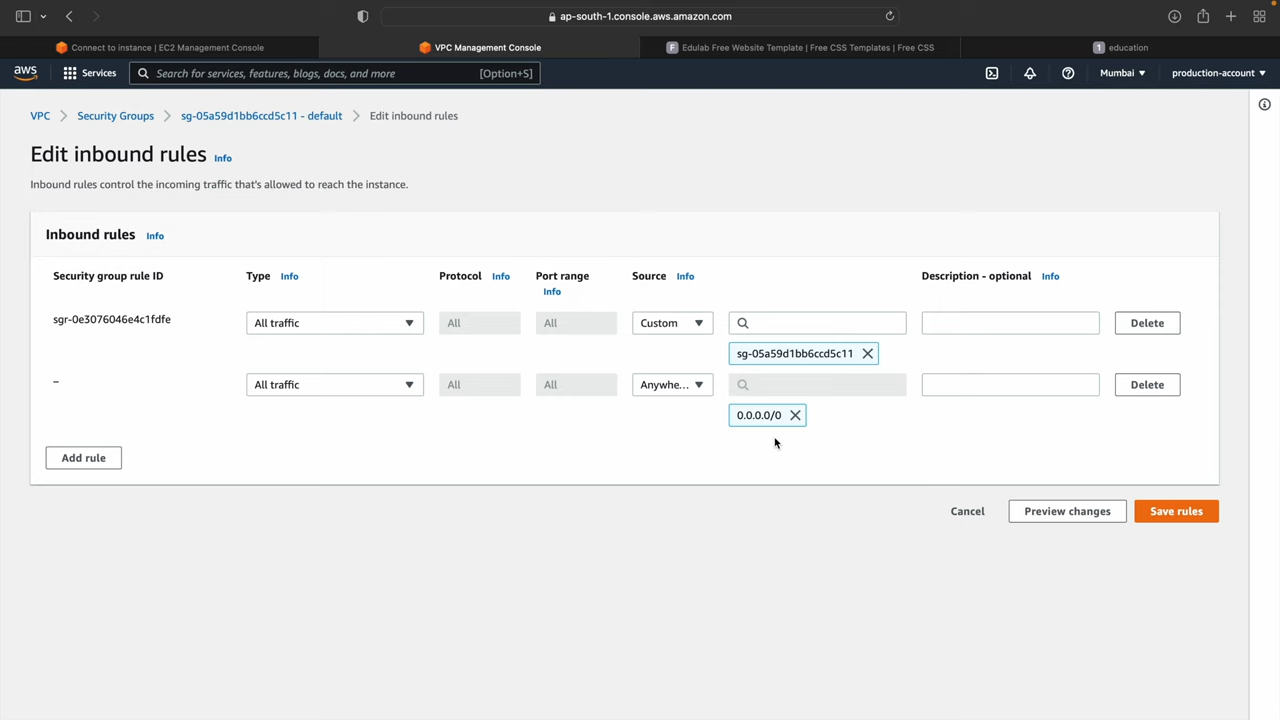 ap-south-1.console.aws.amazon.com
Connect to instance | EC2 Management Console
VPC Management Console
Edulab Free Website Template | Free CSS Templates | Free CSS
1 education
aws Services Search for services, features, blogs, docs, and more [Option+S] Mumbai production-account
VPC Security Groups sg-05a59d1bb6ccd5c11 - default Edit inbound rules
Edit inbound rules Info
Inbound rules control the incoming traffic that's allowed to reach the instance.
Inbound rules Info
Security group rule ID Type Info Protocol Info Port range Info Source Info Description - optional Info
sgr-0e3076046e4c1fdfe All traffic All All Custom Delete
sg-05a59d1bb6ccd5c11
– All traffic All All Anywhe... Delete
0.0.0.0/0
Add rule
Cancel Preview changes Save rules